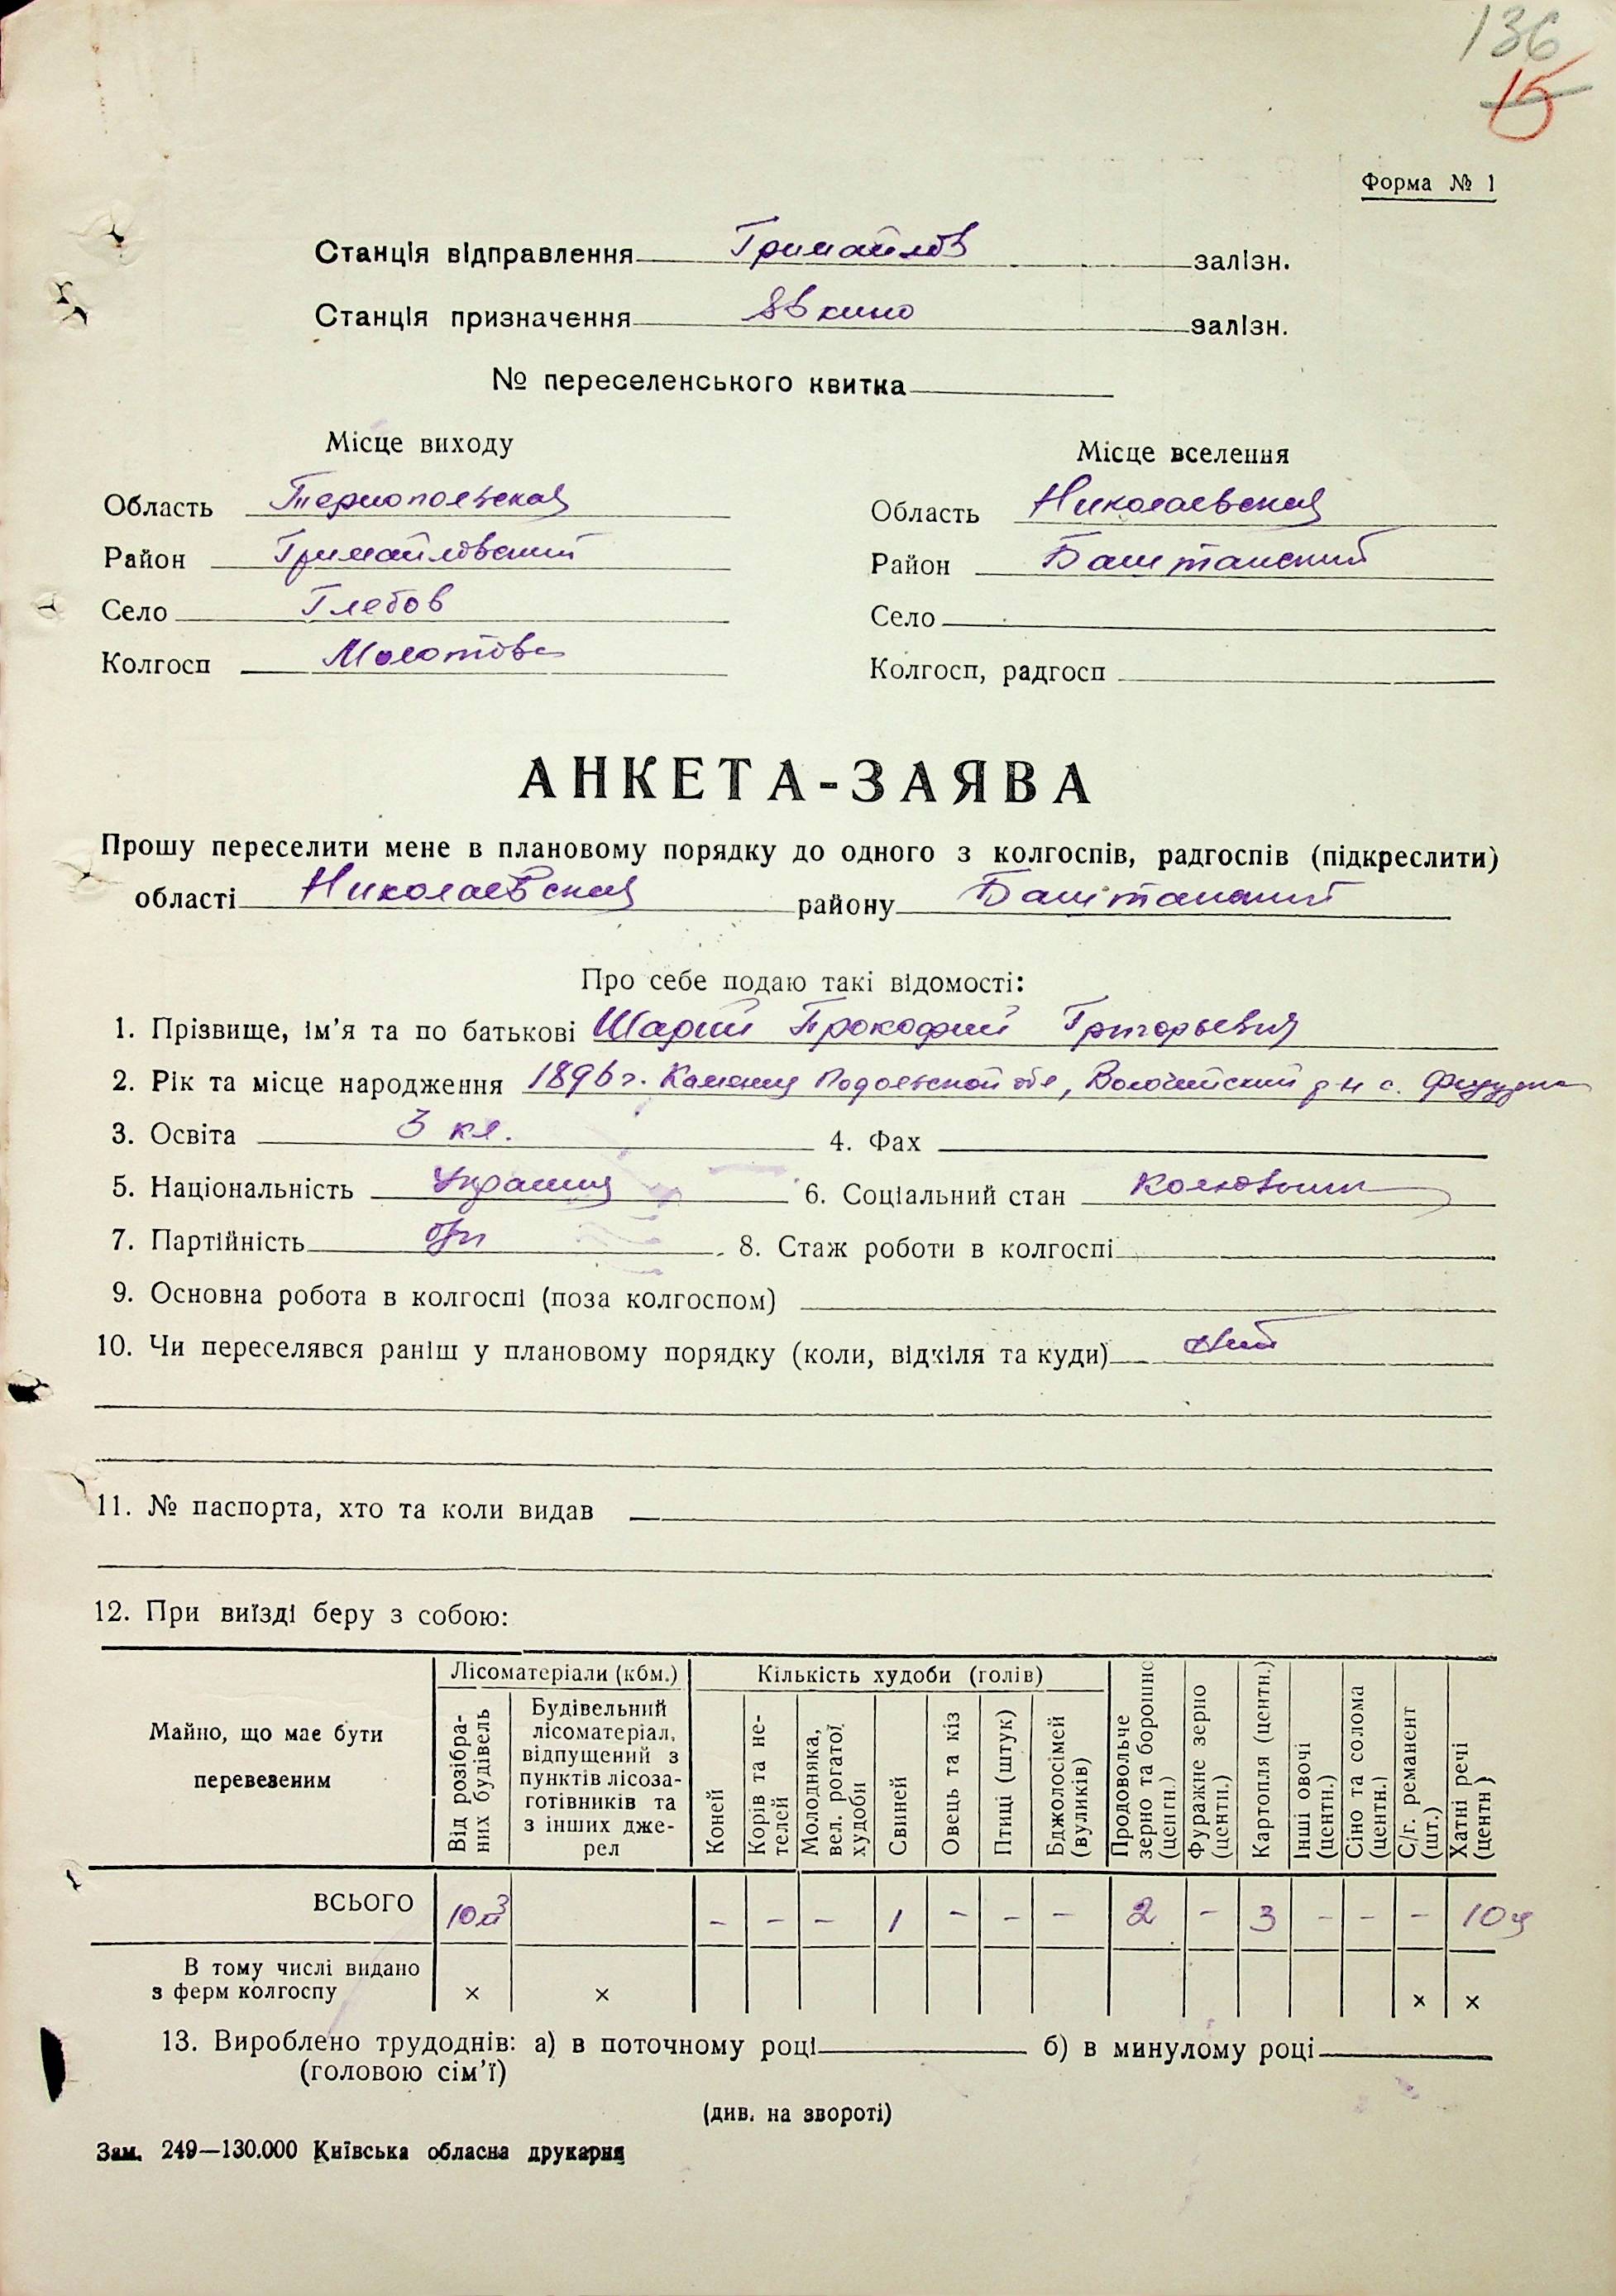 136
15
Форма № 1
Станція відправлення Гримайлов залізн.
Станція призначення Явкино залізн.
№ переселенського квитка
Місце виходу
Місце вселення
Область Тернопольская
Область Николаевская
Район Гримайловский
Район Баштанский
Село Глебов
Село
Колгосп Молотова
Колгосп, радгосп
АНКЕТА-ЗАЯВА
Прошу переселити мене в плановому порядку до одного з колгоспів, радгоспів (підкреслити)
області Николаевская району Баштанский
Про себе подаю такі відомості:
1. Прізвище, ім’я та по батькові Шарий Прокофий Григорьевич
2. Рік та місце народження 1896 г. Каменец Подольской обл, Волочийский р-н с.
3. Освіта 3 кл. 4. Фах
5. Національність Украинец 6. Соціальний стан
7. Партійність б/п 8. Стаж роботи в колгоспі
9. Основна робота в колгоспі (поза колгоспом)
10. Чи переселявся раніш у плановому порядку (коли, відкіля та куди) Нет
11. № паспорта, хто та коли видав
12. При виїзді беру з собою:
Майно, що має бути перевезеним
Лісоматеріали (кбм.)
Від розібраних будівель
Будівельний лісоматеріал, відпущений з пунктів лісозаготівників та з інших джерел
Кількість худоби (голів)
Коней
Корів та нетелей
Молодняка, вел. рогатої худоби
Свиней
Овець та кіз
Птиці (штук)
Бджолосімей (вуликів)
Продовольче зерно та борошно (центн.)
Фуражне зерно (центн.)
Картопля (центн.)
Інші овочі (центн.)
Сіно та солома (центн.)
С/г. реманент (шт.)
Хатні речі (центн)
ВСЬОГО 10 м³ - - - 1 - - - 2 - 3 - - - 10 ц
В тому числі видано з ферм колгоспу × × × ×
13. Вироблено трудоднів: а) в поточному році б) в минулому році
(головою сім’ї)
(див. на звороті)
Зам. 249—130.000 Київська обласна друкарня